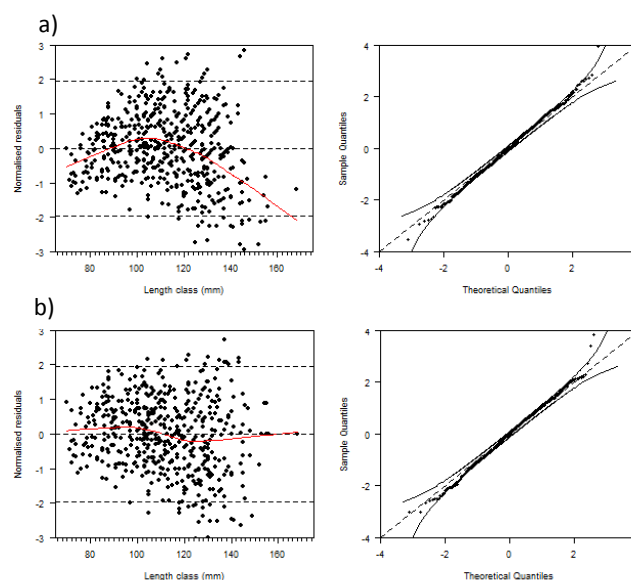 a)
3
2
1
0
-1
-2
-3
Normalised residuals
80 100 120 140 160
Length class (mm)
4
2
0
-2
-4
Sample Quantiles
-4 -2 0 2
Theoretical Quantiles
b)
3
2
1
0
-1
-2
-3
Normalised residuals
80 100 120 140 160
Length class (mm)
4
2
0
-2
-4
Sample Quantiles
-4 -2 0 2
Theoretical Quantiles